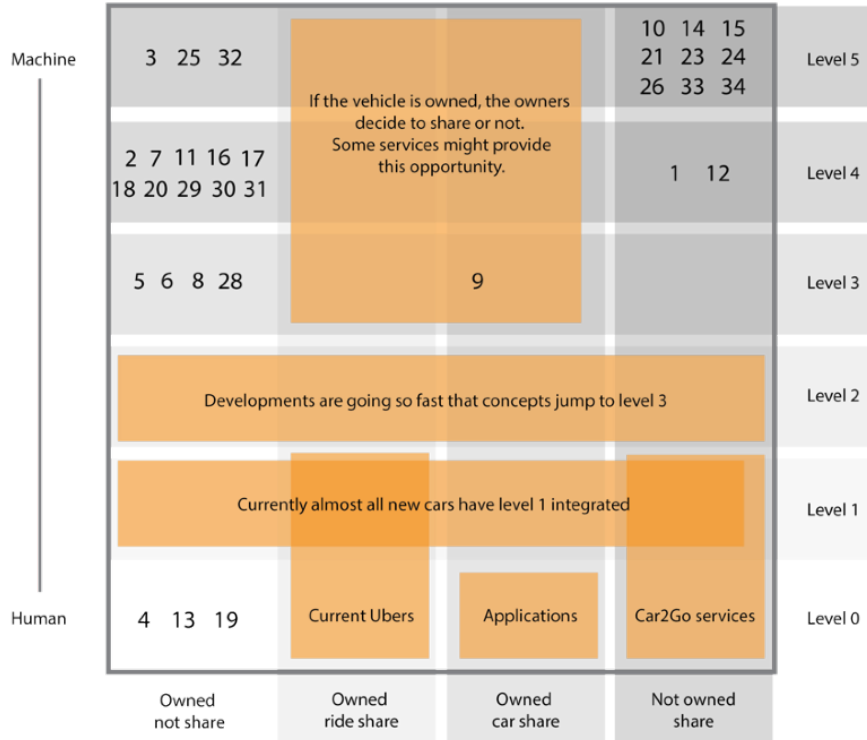 Machine
3 25 32
If the vehicle is owned, the owners
decide to share or not.
Some services might provide
this opportunity.
10 14 15
21 23 24
26 33 34
Level 5
2 7 11 16 17
18 20 29 30 31
1 12
Level 4
5 6 8 28
9
Level 3
Developments are going so fast that concepts jump to level 3
Level 2
Currently almost all new cars have level 1 integrated
Level 1
Human
4 13 19
Current Ubers
Applications
Car2Go services
Level 0
Owned
not share
Owned
ride share
Owned
car share
Not owned
share